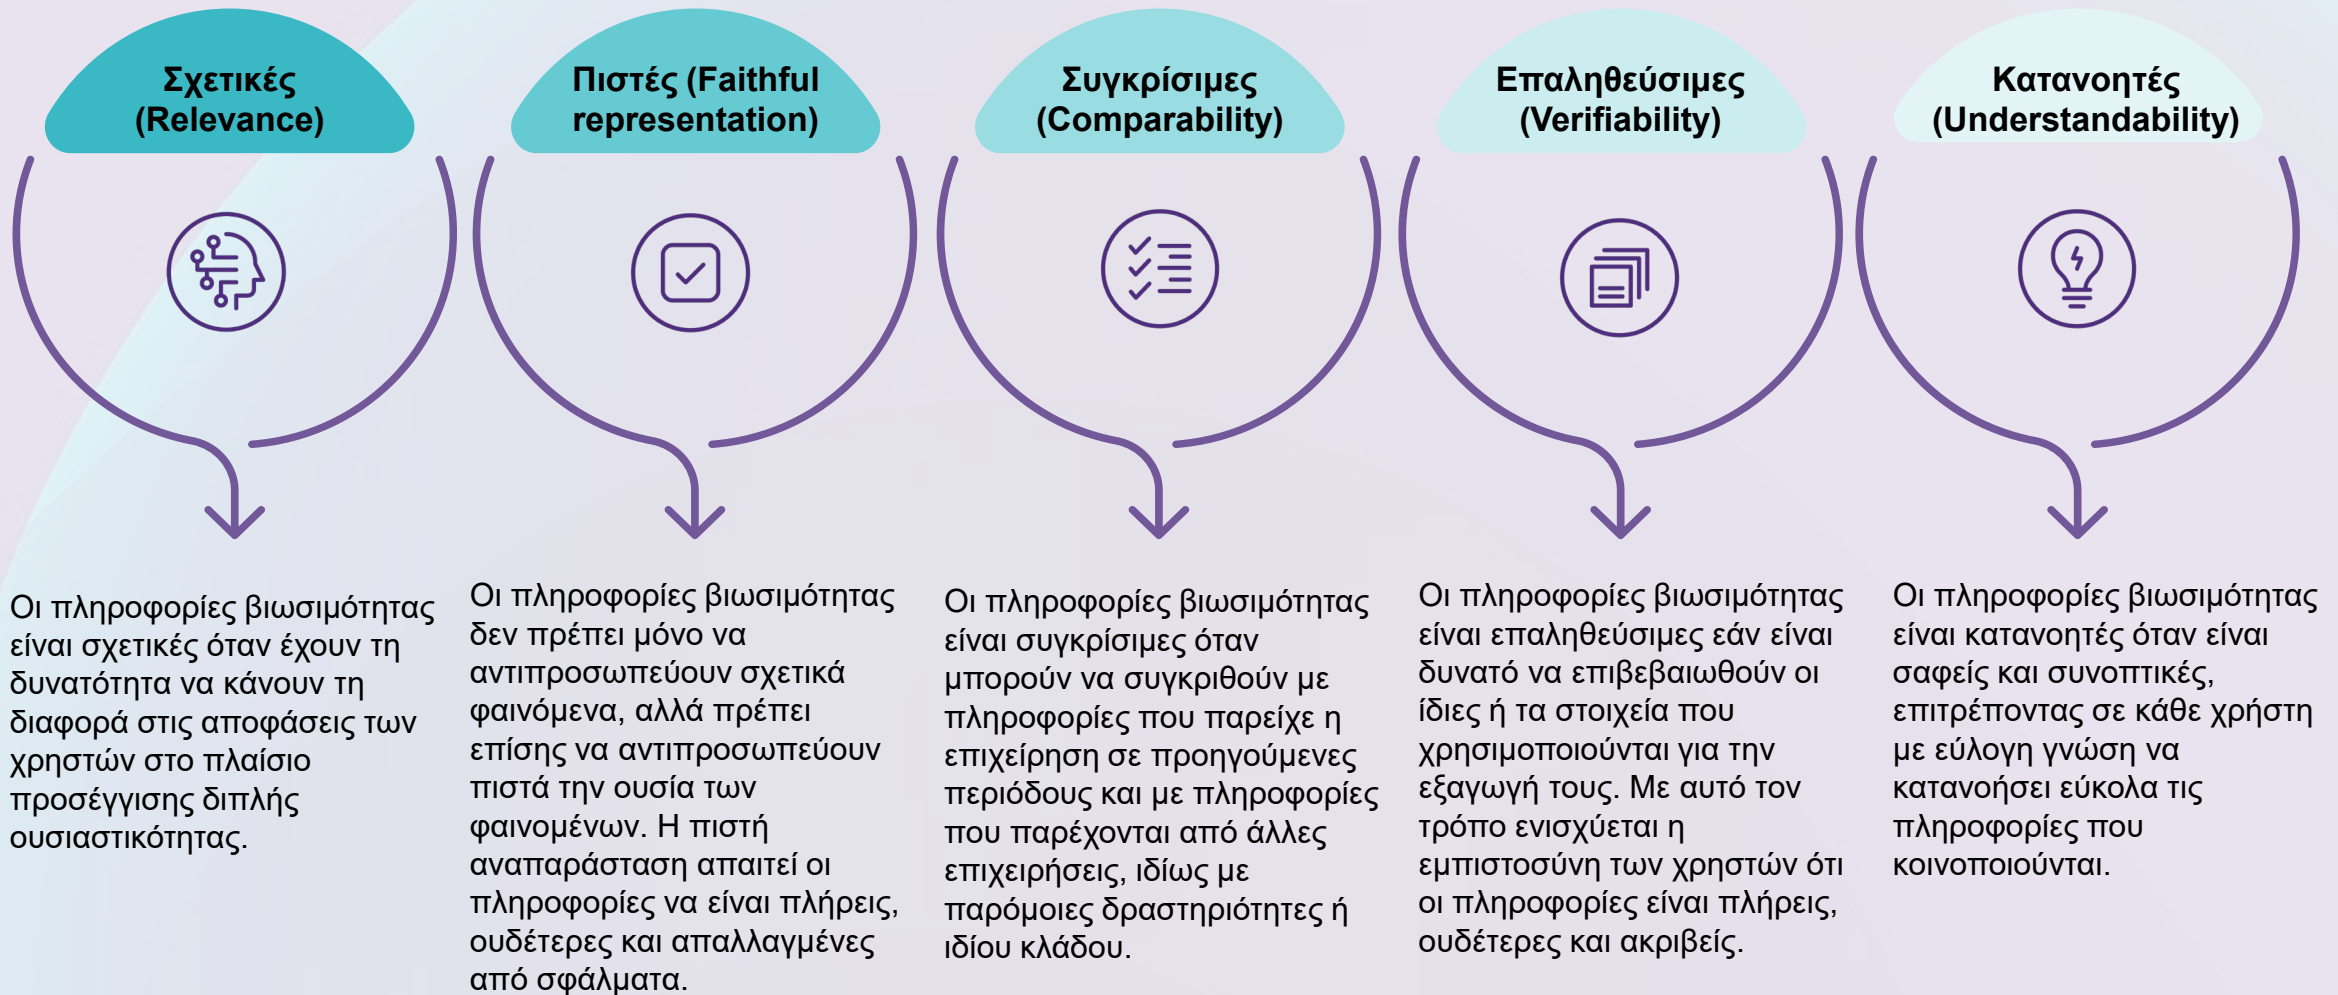 Σχετικές
(Relevance)
Οι πληροφορίες βιωσιμότητας
είναι σχετικές όταν έχουν τη
δυνατότητα να κάνουν τη
διαφορά στις αποφάσεις των
χρηστών στο πλαίσιο
προσέγγισης διπλής
ουσιαστικότητας.
Πιστές (Faithful
representation)
Οι πληροφορίες βιωσιμότητας
δεν πρέπει μόνο να
αντιπροσωπεύουν σχετικά
φαινόμενα, αλλά πρέπει
επίσης να αντιπροσωπεύουν
πιστά την ουσία των
φαινομένων. Η πιστή
αναπαράσταση απαιτεί οι
πληροφορίες να είναι πλήρεις,
ουδέτερες και απαλλαγμένες
από σφάλματα.
Συγκρίσιμες
(Comparability)
Οι πληροφορίες βιωσιμότητας
είναι συγκρίσιμες όταν
μπορούν να συγκριθούν με
πληροφορίες που παρείχε η
επιχείρηση σε προηγούμενες
περιόδους και με πληροφορίες
που παρέχονται από άλλες
επιχειρήσεις, ιδίως με
παρόμοιες δραστηριότητες ή
ιδίου κλάδου.
Επαληθεύσιμες
(Verifiability)
Οι πληροφορίες βιωσιμότητας
είναι επαληθεύσιμες εάν είναι
δυνατό να επιβεβαιωθούν οι
ίδιες ή τα στοιχεία που
χρησιμοποιούνται για την
εξαγωγή τους. Με αυτό τον
τρόπο ενισχύεται η
εμπιστοσύνη των χρηστών ότι
οι πληροφορίες είναι πλήρεις,
ουδέτερες και ακριβείς.
Κατανοητές
(Understandability)
Οι πληροφορίες βιωσιμότητας
είναι κατανοητές όταν είναι
σαφείς και συνοπτικές,
επιτρέποντας σε κάθε χρήστη
με εύλογη γνώση να
κατανοήσει εύκολα τις
πληροφορίες που
κοινοποιούνται.